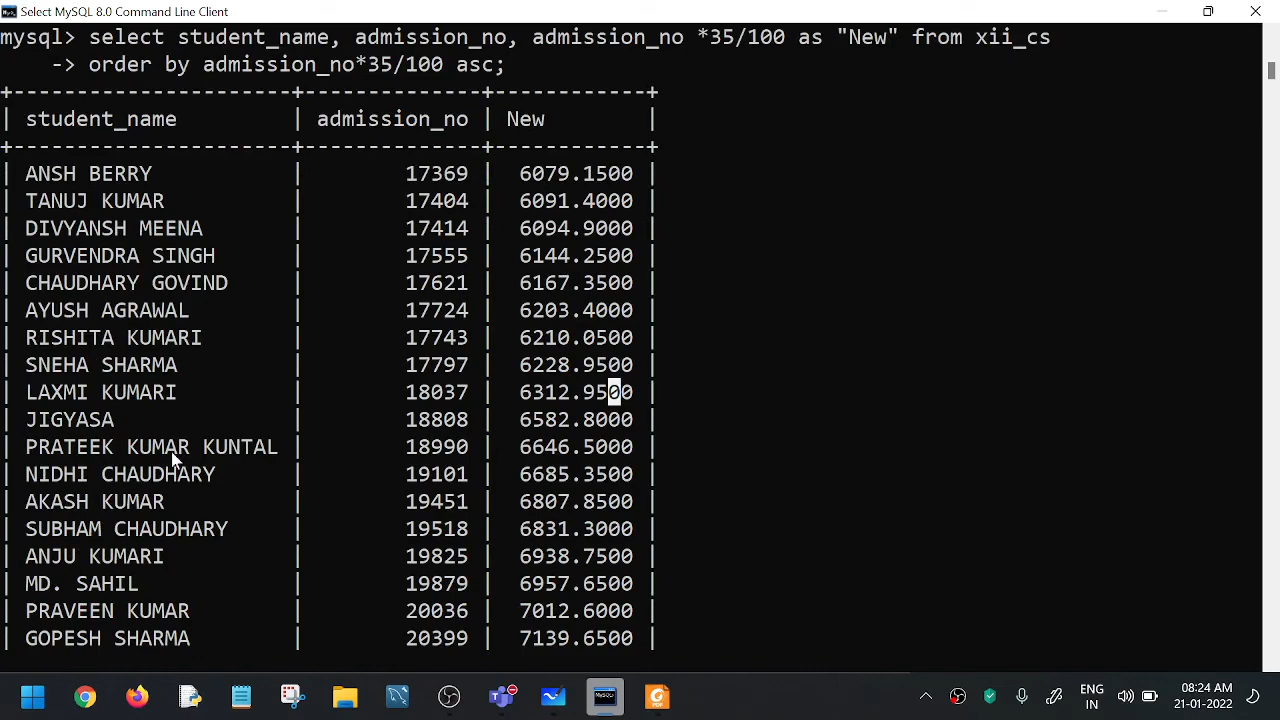 Select MySQL 8.0 Command Line Client
mysql> select student_name, admission_no, admission_no *35/100 as "New" from xii_cs
    -> order by admission_no*35/100 asc;
+----------------------+--------------+-----------+
| student_name         | admission_no | New       |
+----------------------+--------------+-----------+
| ANSH BERRY           |        17369 | 6079.1500 |
| TANUJ KUMAR          |        17404 | 6091.4000 |
| DIVYANSH MEENA       |        17414 | 6094.9000 |
| GURVENDRA SINGH      |        17555 | 6144.2500 |
| CHAUDHARY GOVIND     |        17621 | 6167.3500 |
| AYUSH AGRAWAL        |        17724 | 6203.4000 |
| RISHITA KUMARI       |        17743 | 6210.0500 |
| SNEHA SHARMA         |        17797 | 6228.9500 |
| LAXMI KUMARI         |        18037 | 6312.9500 |
| JIGYASA              |        18808 | 6582.8000 |
| PRATEEK KUMAR KUNTAL |        18990 | 6646.5000 |
| NIDHI CHAUDHARY      |        19101 | 6685.3500 |
| AKASH KUMAR          |        19451 | 6807.8500 |
| SUBHAM CHAUDHARY     |        19518 | 6831.3000 |
| ANJU KUMARI          |        19825 | 6938.7500 |
| MD. SAHIL            |        19879 | 6957.6500 |
| PRAVEEN KUMAR        |        20036 | 7012.6000 |
| GOPESH SHARMA        |        20399 | 7139.6500 |
ENG
IN
08:24 AM
21-01-2022